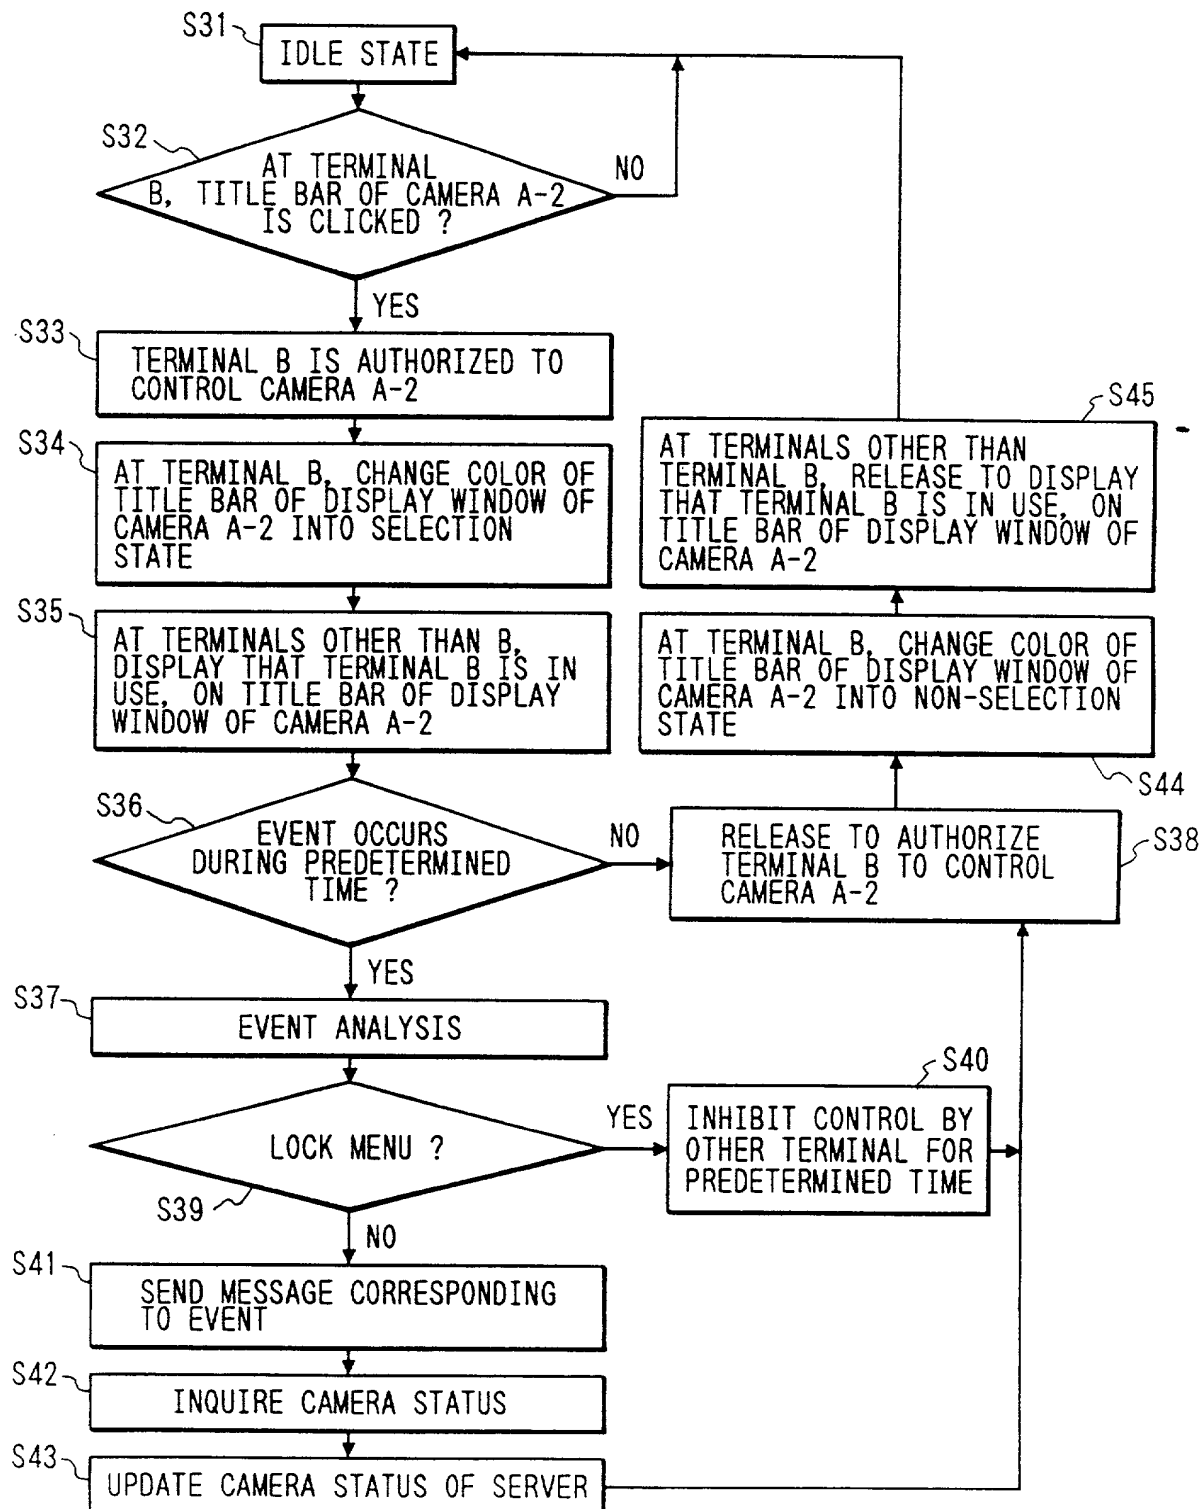 S31
IDLE STATE
S32
AT TERMINAL
B, TITLE BAR OF CAMERA A-2
IS CLICKED ?
NO
YES
S33
TERMINAL B IS AUTHORIZED TO
CONTROL CAMERA A-2
S34
AT TERMINAL B, CHANGE COLOR OF
TITLE BAR OF DISPLAY WINDOW OF
CAMERA A-2 INTO SELECTION
STATE
S35
AT TERMINALS OTHER THAN B,
DISPLAY THAT TERMINAL B IS IN
USE, ON TITLE BAR OF DISPLAY
WINDOW OF CAMERA A-2
S36
EVENT OCCURS
DURING PREDETERMINED
TIME ?
NO
YES
S37
EVENT ANALYSIS
LOCK MENU ?
S39
YES
NO
S40
INHIBIT CONTROL BY
OTHER TERMINAL FOR
PREDETERMINED TIME
S41
SEND MESSAGE CORRESPONDING
TO EVENT
S42
INQUIRE CAMERA STATUS
S43
UPDATE CAMERA STATUS OF SERVER
S38
RELEASE TO AUTHORIZE
TERMINAL B TO CONTROL
CAMERA A-2
S44
AT TERMINAL B, CHANGE COLOR OF
TITLE BAR OF DISPLAY WINDOW OF
CAMERA A-2 INTO NON-SELECTION
STATE
S45
AT TERMINALS OTHER THAN
TERMINAL B, RELEASE TO DISPLAY
THAT TERMINAL B IS IN USE, ON
TITLE BAR OF DISPLAY WINDOW OF
CAMERA A-2